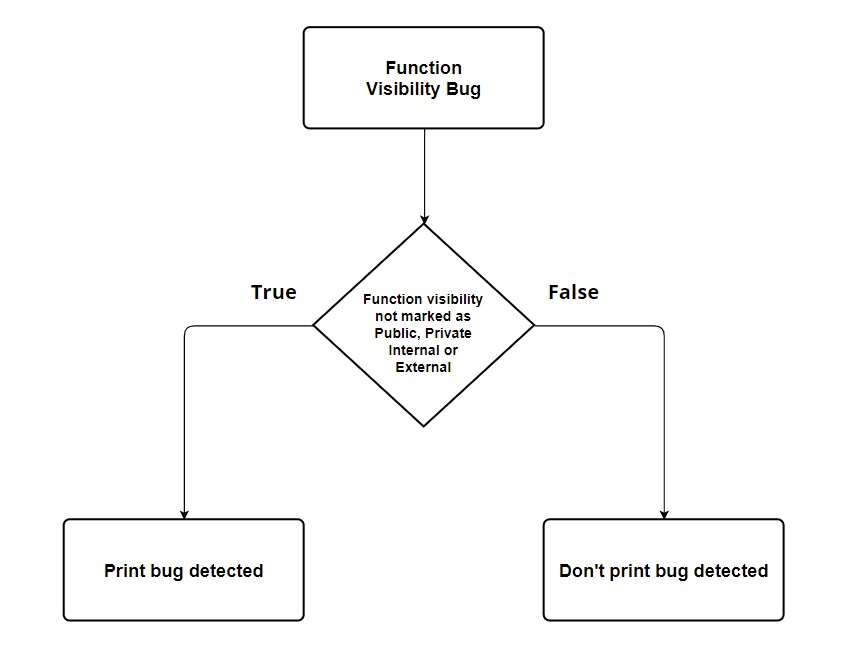 Function
Visibility Bug
True
False
Function visibility
not marked as
Public, Private
Internal or
External
Print bug detected
Don't print bug detected